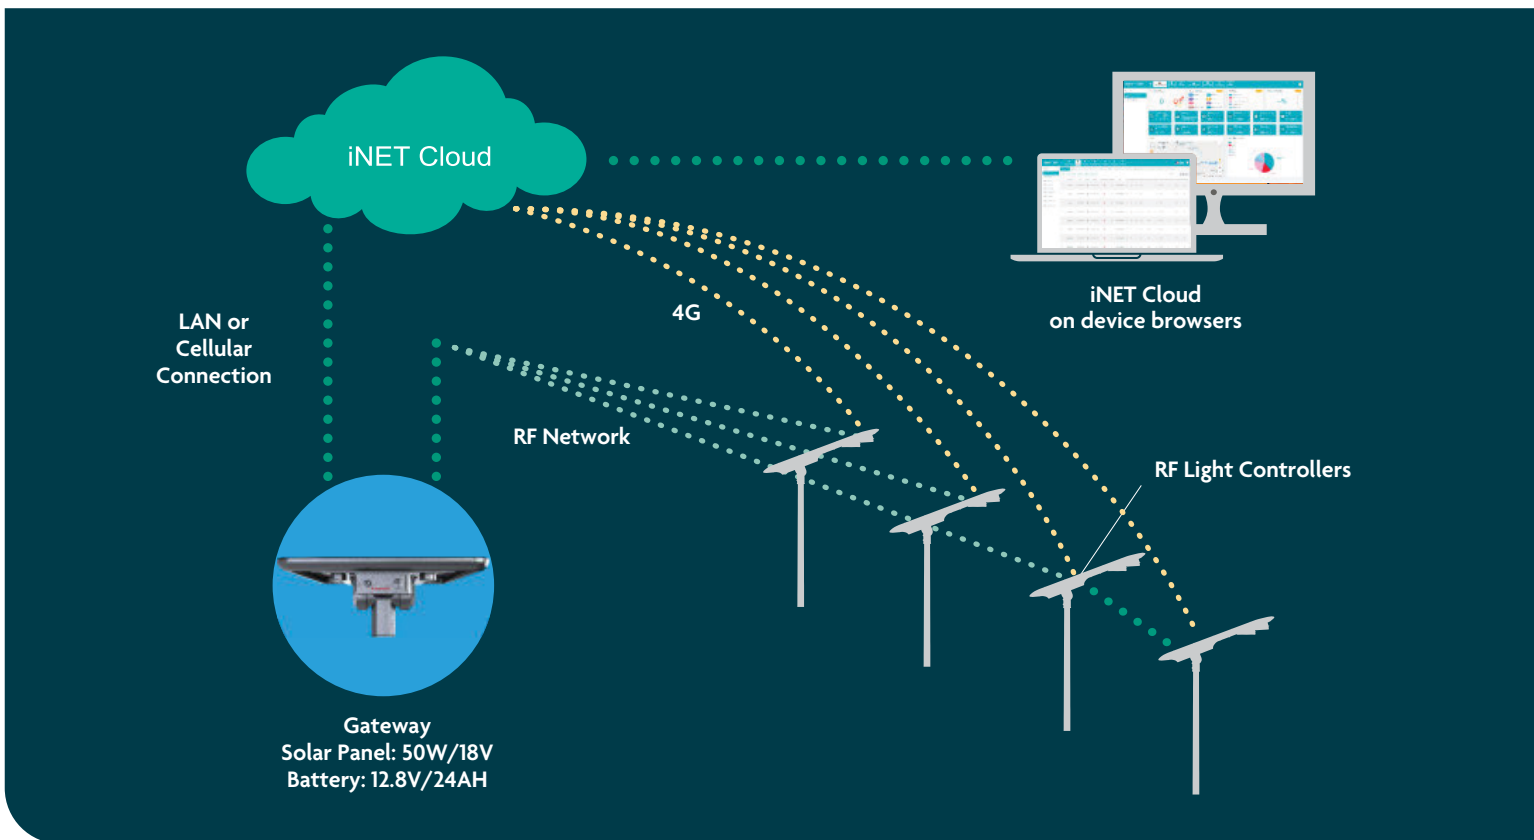 iNET Cloud
iNET Cloud
on device browsers
LAN or
Cellular
Connection
4G
RF Network
RF Light Controllers
Gateway
Solar Panel: 50W/18V
Battery: 12.8V/24AH